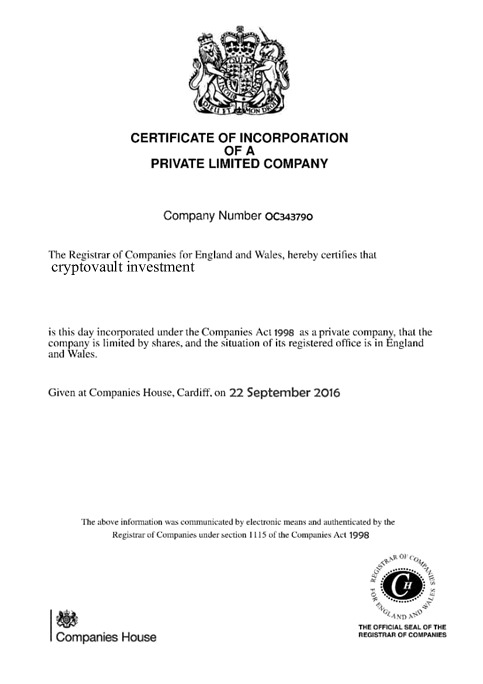 CERTIFICATE OF INCORPORATION
OF A
PRIVATE LIMITED COMPANY
Company Number OC343790
The Registrar of Companies for England and Wales, hereby certifies that
cryptovault investment
is this day incorporated under the Companies Act 1998 as a private company, that the
company is limited by shares, and the situation of its registered office is in England
and Wales.
Given at Companies House, Cardiff, on 22 September 2016
The above information was communicated by electronic means and authenticated by the
Registrar of Companies under section 1115 of the Companies Act 1998
REGISTRAR OF COMPANIES
FOR ENGLAND AND WALES
CH
Companies House
THE OFFICIAL SEAL OF THE
REGISTRAR OF COMPANIES